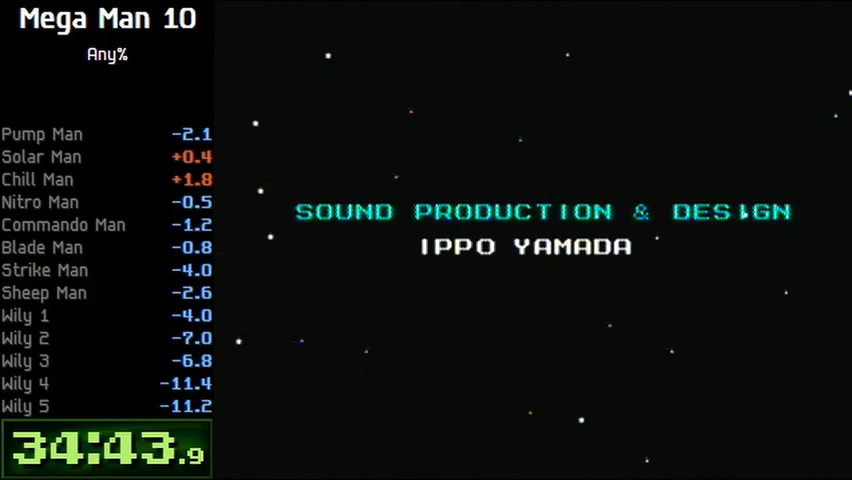 Mega Man 10
Any%
Pump Man -2.1
Solar Man +0.4
Chill Man +1.8
Nitro Man -0.5
Commando Man -1.2
Blade Man -0.8
Strike Man -4.0
Sheep Man -2.6
Wily 1 -4.0
Wily 2 -7.0
Wily 3 -6.8
Wily 4 -11.4
Wily 5 -11.2
34:43.9
SOUND PRODUCTION & DESIGN
IPPO YAMADA